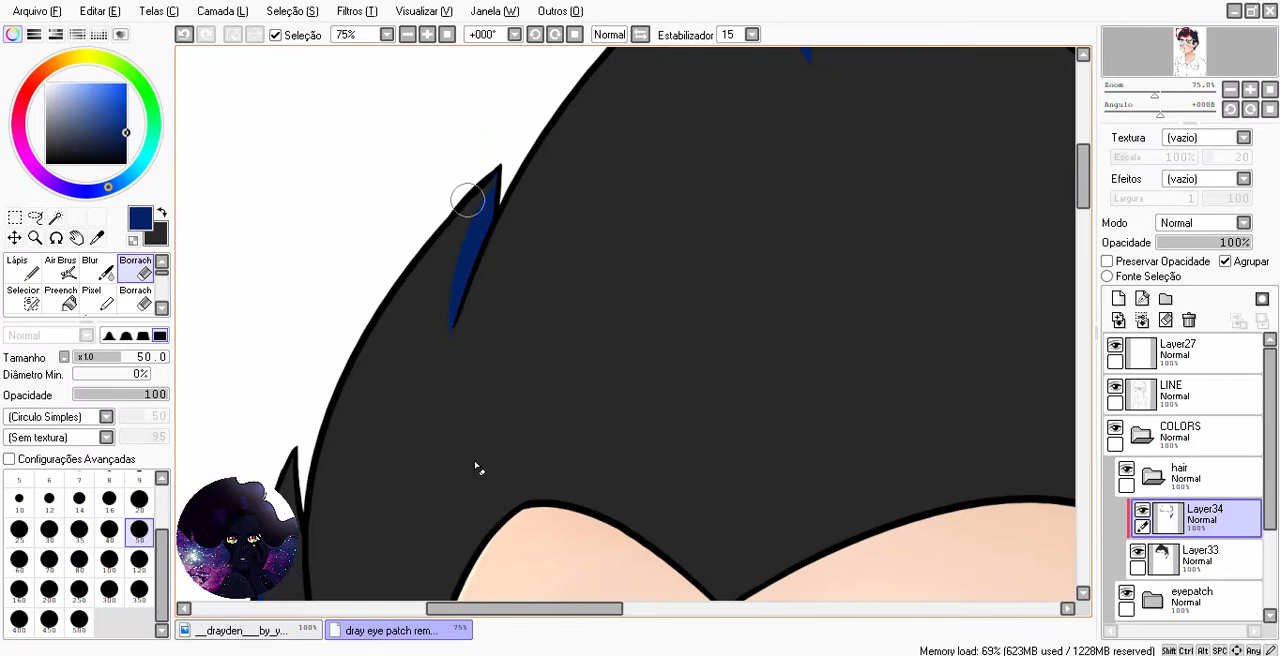 Arquivo (F) Editar (E) Telas (C) Camada (L) Seleção (S) Filtros (T) Visualizar (V) Janela (W) Outros (O)
Seleção 75% +000° Normal Estabilizador 15
Zoom 75.0%
Angulo +000B
Textura (vazio)
Escala 100% 20
Efeitos (vazio)
Largura 1 100
Modo Normal
Opacidade 100%
Preservar Opacidade Agrupar
Fonte Seleção
Lápis Air Brus Blur Borrach
Selecior Preench Pixel Borrach
Normal
Tamanho x 1.0 50.0
Diâmetro Min. 0%
Opacidade 100
(Circulo Simples) 50
(Sem textura) 95
Configurações Avançadas
5 6 7 8 9
10 12 14 16 20
25 30 35 40 50
60 70 80 100 120
160 200 250 300 350
400 450 500
Layer27
Normal
100%
LINE
Normal
100%
COLORS
Normal
100%
hair
Normal
100%
Layer34
Normal
100%
Layer33
Normal
100%
eyepatch
Normal
100%
__drayden___by_y... 100% dray eye patch rem... 75%
Memory load: 69% (623MB used / 1228MB reserved) Shift Ctrl Alt SPC Any